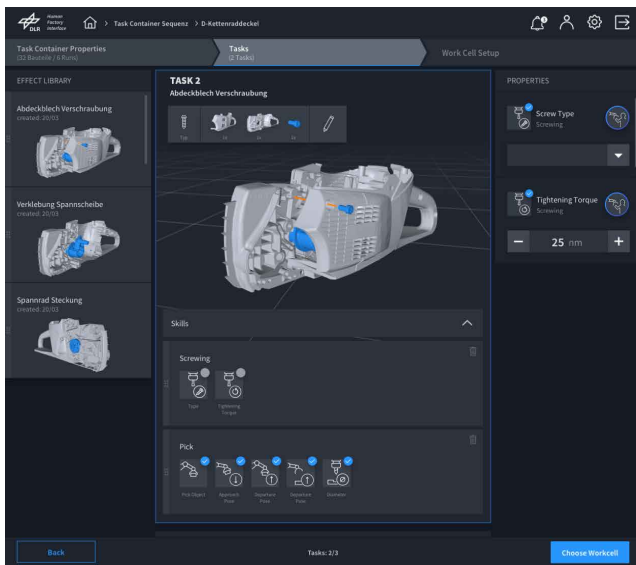 DLR
Human
Factory
Interface
> Task Container Sequenz > D-Kettenraddeckel
Task Container Properties
(32 Bauteile / 6 Runs)
Tasks
(2 Tasks)
Work Cell Setup
EFFECT LIBRARY
Abdeckblech Verschraubung
created: 20/03
Verklebung Spannscheibe
created: 20/03
Spannrad Steckung
created: 20/03
TASK 2
Abdeckblech Verschraubung
Typ
Skills
Screwing
Type
Tightening
Torque
Pick
Pick Object
Approach
Pose
Departure
Pose
Departure
Pose
Diameter
PROPERTIES
Screw Type
Screwing
Tightening Torque
Screwing
− 25 nm +
Back
Tasks: 2/3
Choose Workcell